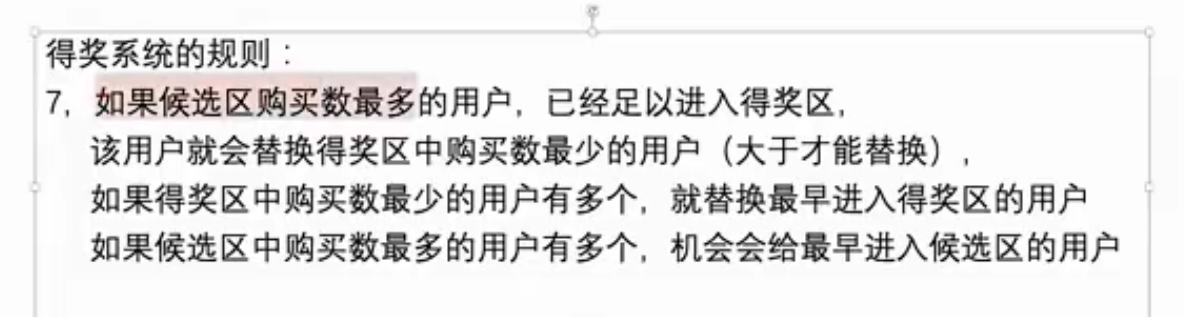 得奖系统的规则：
7，如果候选区购买数最多的用户，已经足以进入得奖区，
该用户就会替换得奖区中购买数最少的用户（大于才能替换），
如果得奖区中购买数最少的用户有多个，就替换最早进入得奖区的用户
如果候选区中购买数最多的用户有多个，机会会给最早进入候选区的用户